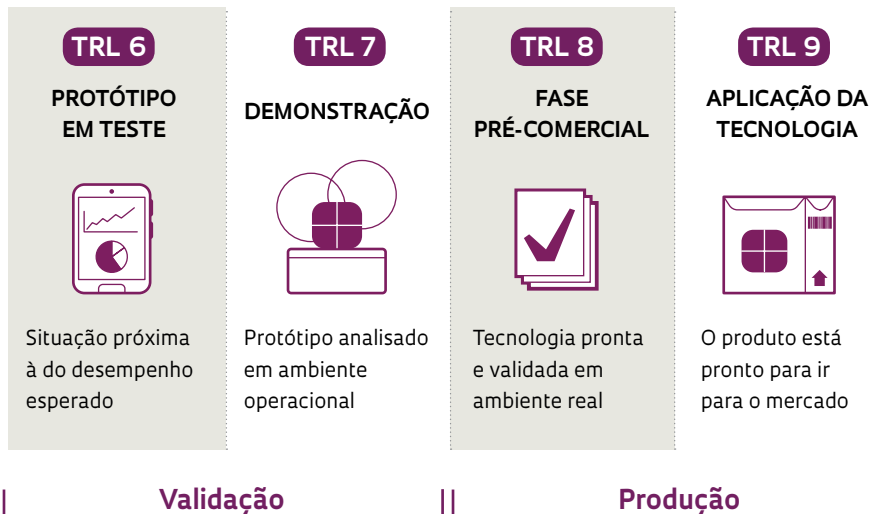 TRL 6
PROTÓTIPO
EM TESTE
Situação próxima
à do desempenho
esperado
TRL 7
DEMONSTRAÇÃO
Protótipo analisado
em ambiente
operacional
TRL 8
FASE
PRÉ-COMERCIAL
Tecnologia pronta
e validada em
ambiente real
TRL 9
APLICAÇÃO DA
TECNOLOGIA
O produto está
pronto para ir
para o mercado
Validação
Produção